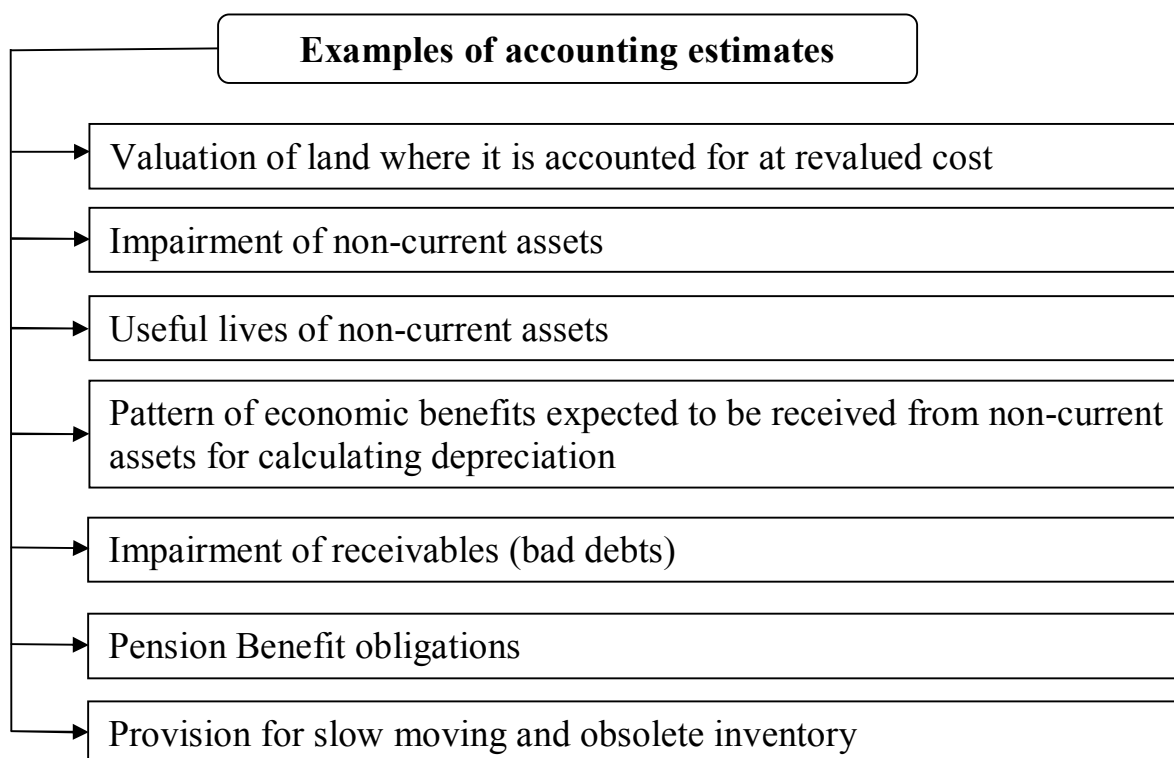 Examples of accounting estimates
Valuation of land where it is accounted for at revalued cost
Impairment of non-current assets
Useful lives of non-current assets
Pattern of economic benefits expected to be received from non-current
assets for calculating depreciation
Impairment of receivables (bad debts)
Pension Benefit obligations
Provision for slow moving and obsolete inventory